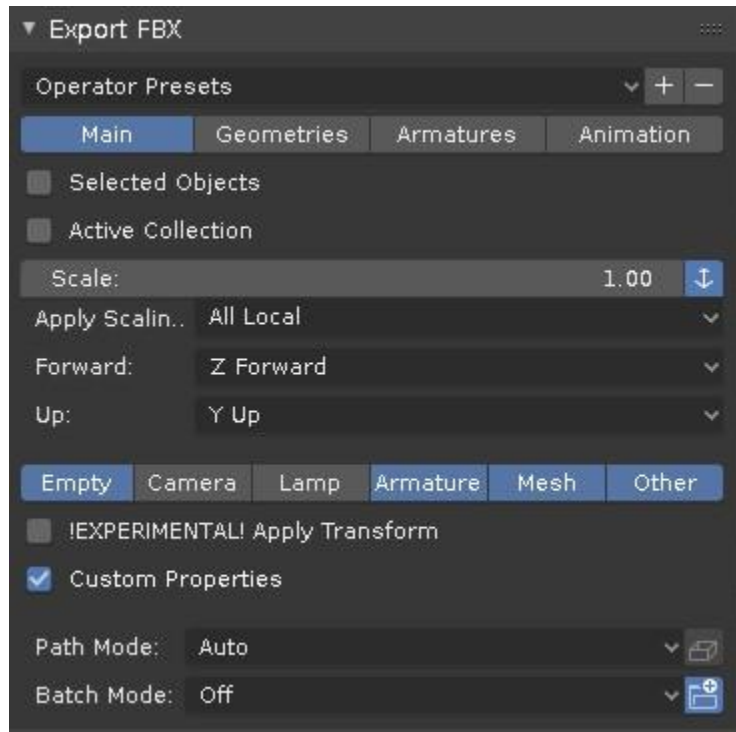 Export FBX
Operator Presets
Main Geometries Armatures Animation
Selected Objects
Active Collection
Scale: 1.00
Apply Scalin.. All Local
Forward: Z Forward
Up: Y Up
Empty Camera Lamp Armature Mesh Other
!EXPERIMENTAL! Apply Transform
Custom Properties
Path Mode: Auto
Batch Mode: Off